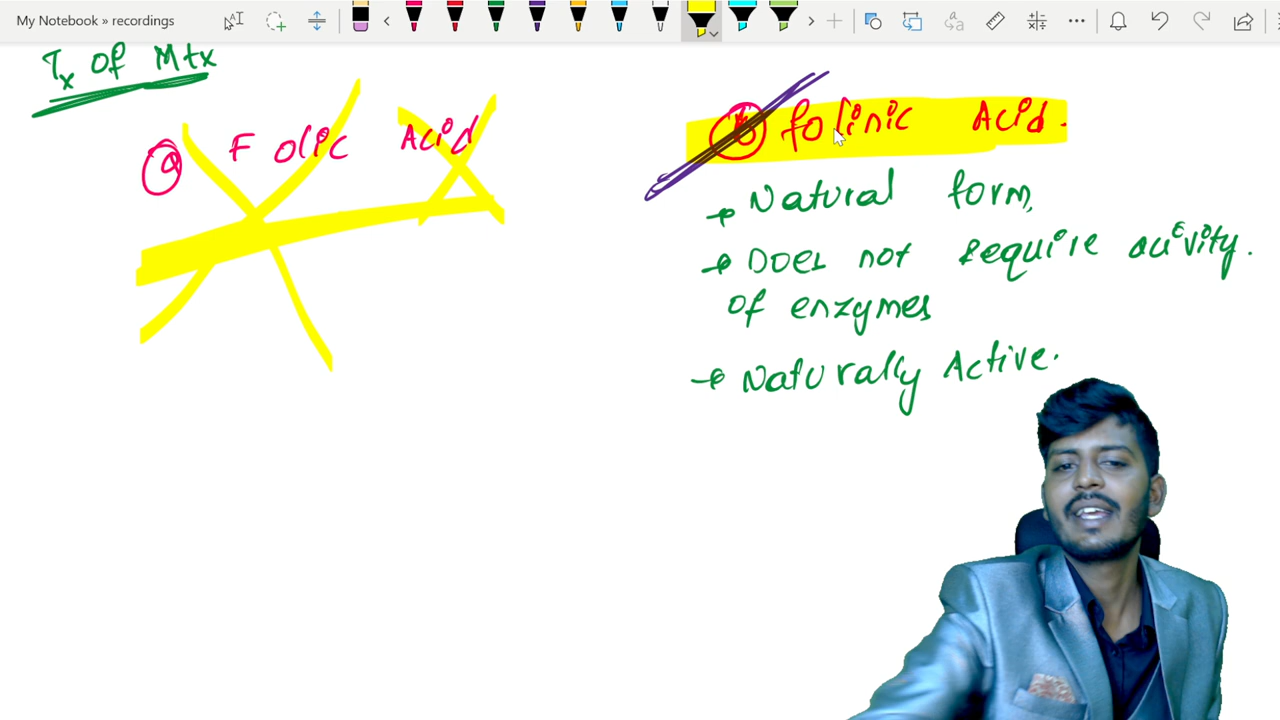 My Notebook » recordings
Tx of Mtx
a Folic Acid
b folinic Acid.
→ Natural form,
→ Does not require activity.
of enzymes
→ Naturally Active.